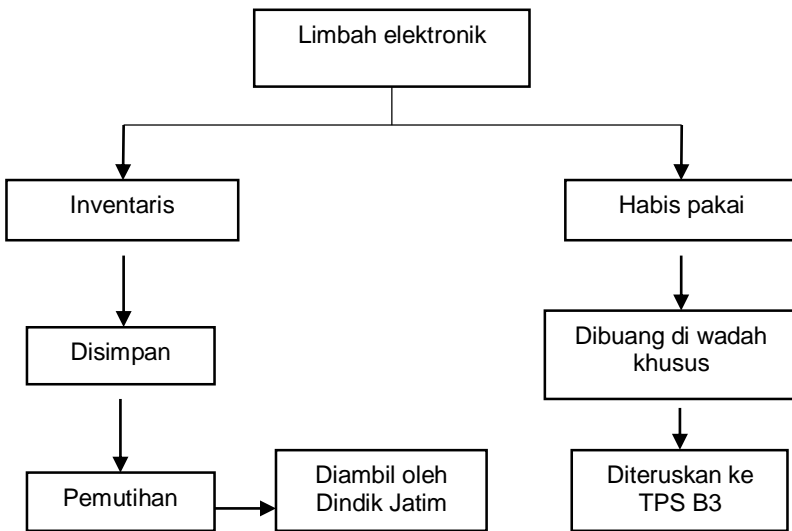 Limbah elektronik
Inventaris
Habis pakai
Disimpan
Dibuang di wadah
khusus
Pemutihan
Diambil oleh
Dindik Jatim
Diteruskan ke
TPS B3